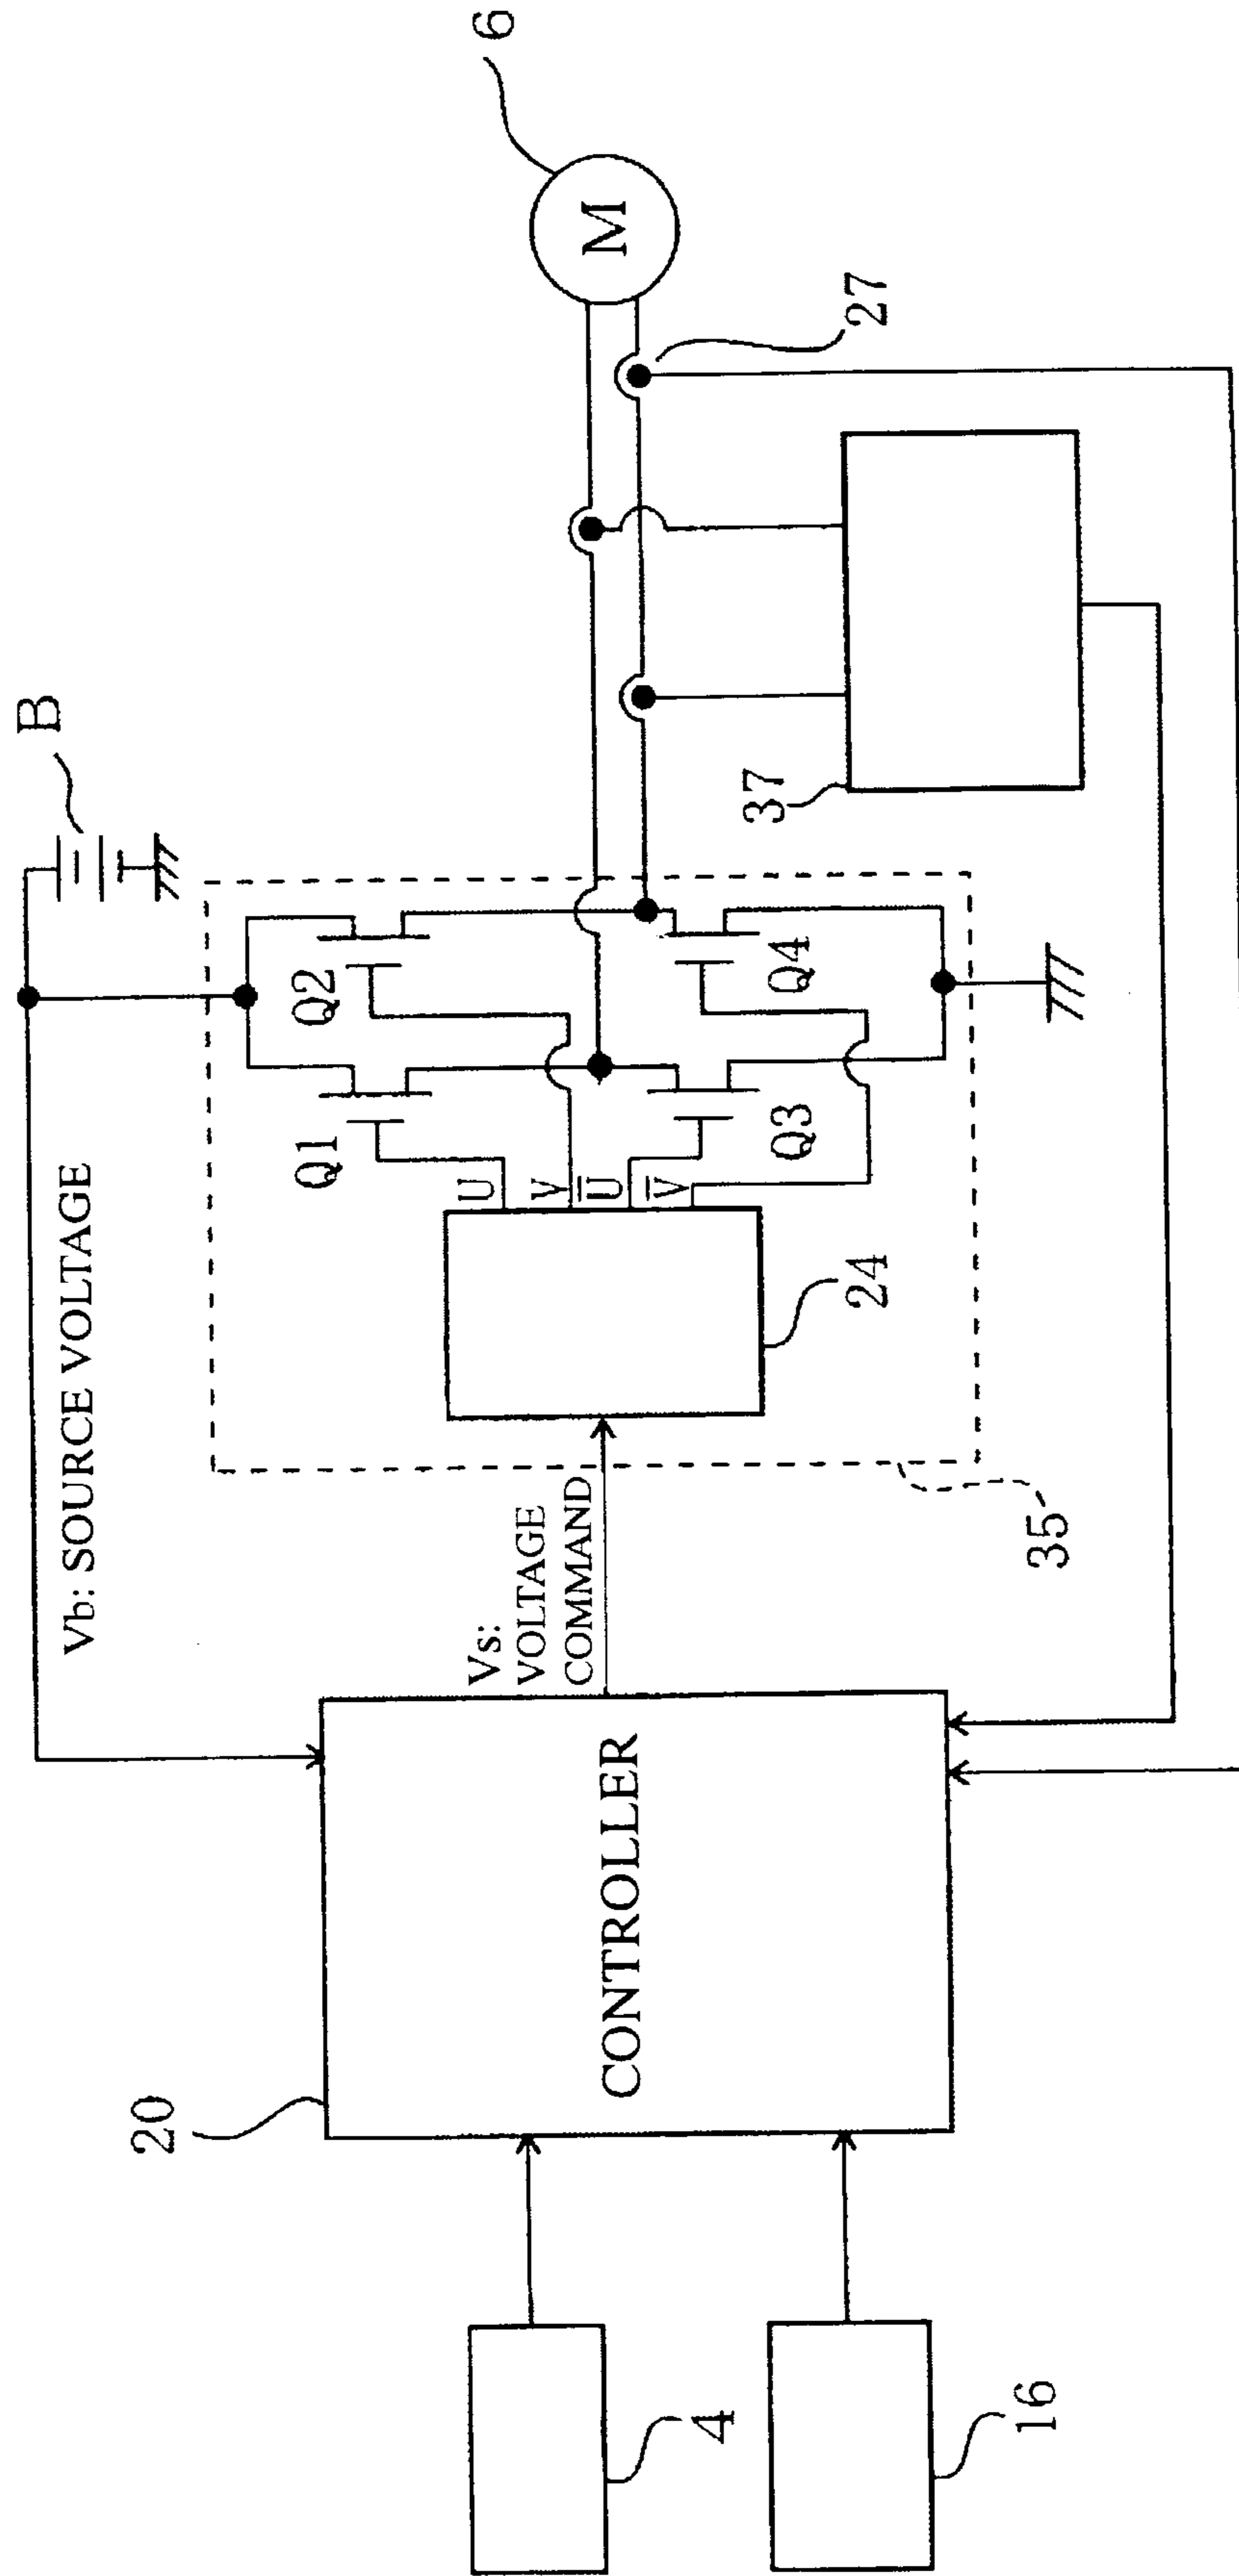 Vb: SOURCE VOLTAGE
B
6
M
27
37
Q1
Q2
Q3
Q4
U
V
U̅
V̅
24
35
Vs:
VOLTAGE
COMMAND
20
CONTROLLER
4
16